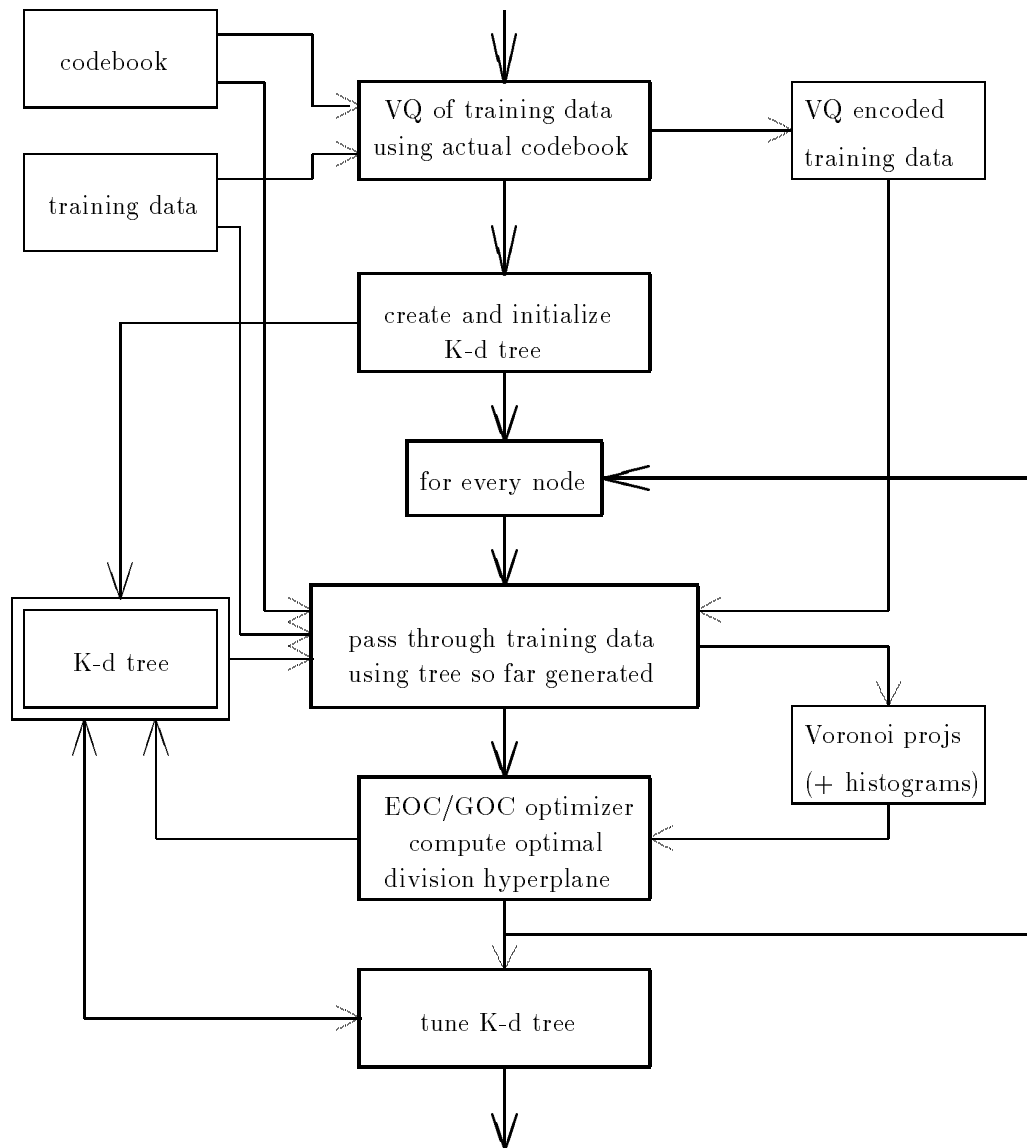 codebook
VQ of training data
using actual codebook
VQ encoded
training data
training data
create and initialize
K-d tree
for every node
pass through training data
using tree so far generated
K-d tree
Voronoi projs
(+ histograms)
EOC/GOC optimizer
compute optimal
division hyperplane
tune K-d tree